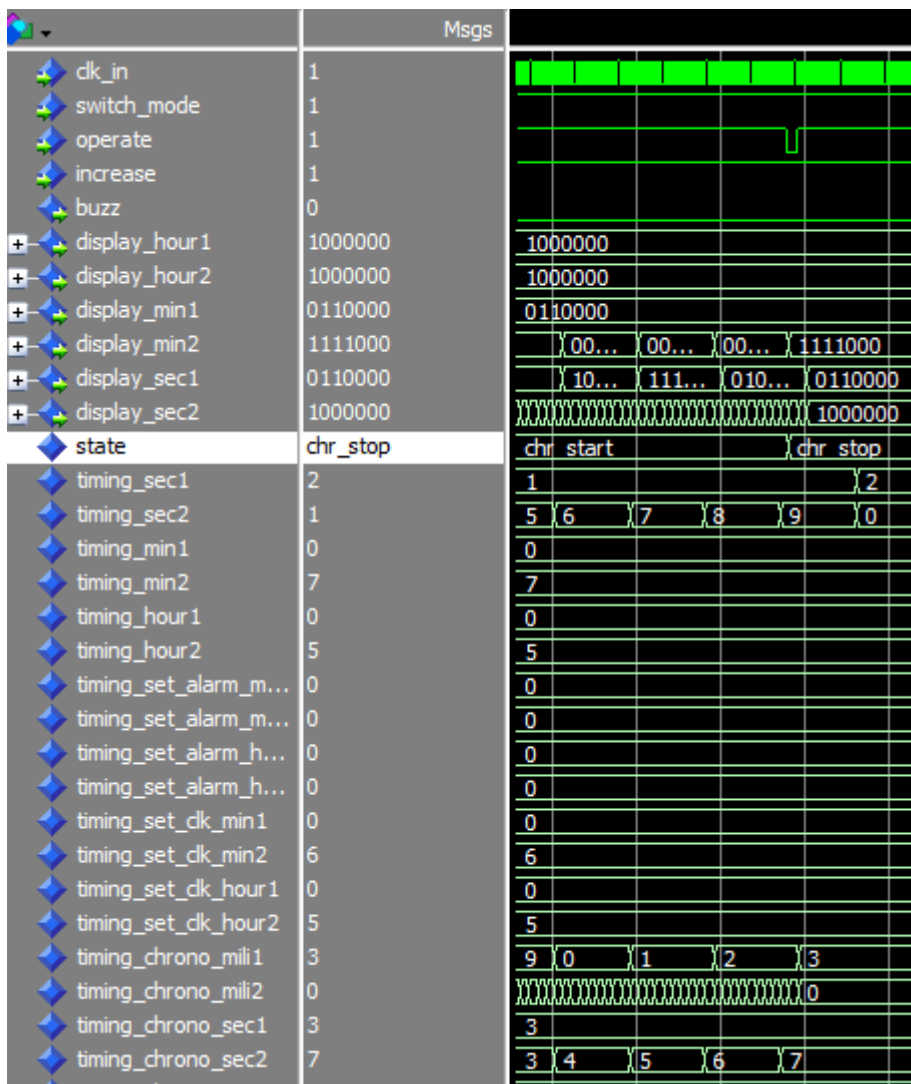 Msgs
clk_in 1
switch_mode 1
operate 1
increase 1
buzz 0
display_hour1 1000000 1000000
display_hour2 1000000 1000000
display_min1 0110000 0110000
display_min2 1111000 00... 00... 00... 1111000
display_sec1 0110000 10... 111... 010... 0110000
display_sec2 1000000 1000000
state chr_stop chr_start chr_stop
timing_sec1 2 1 2
timing_sec2 1 5 6 7 8 9 0
timing_min1 0 0
timing_min2 7 7
timing_hour1 0 0
timing_hour2 5 5
timing_set_alarm_m... 0 0
timing_set_alarm_m... 0 0
timing_set_alarm_h... 0 0
timing_set_alarm_h... 0 0
timing_set_clk_min1 0 0
timing_set_clk_min2 6 6
timing_set_clk_hour1 0 0
timing_set_clk_hour2 5 5
timing_chrono_mili1 3 9 0 1 2 3
timing_chrono_mili2 0 0
timing_chrono_sec1 3 3
timing_chrono_sec2 7 3 4 5 6 7